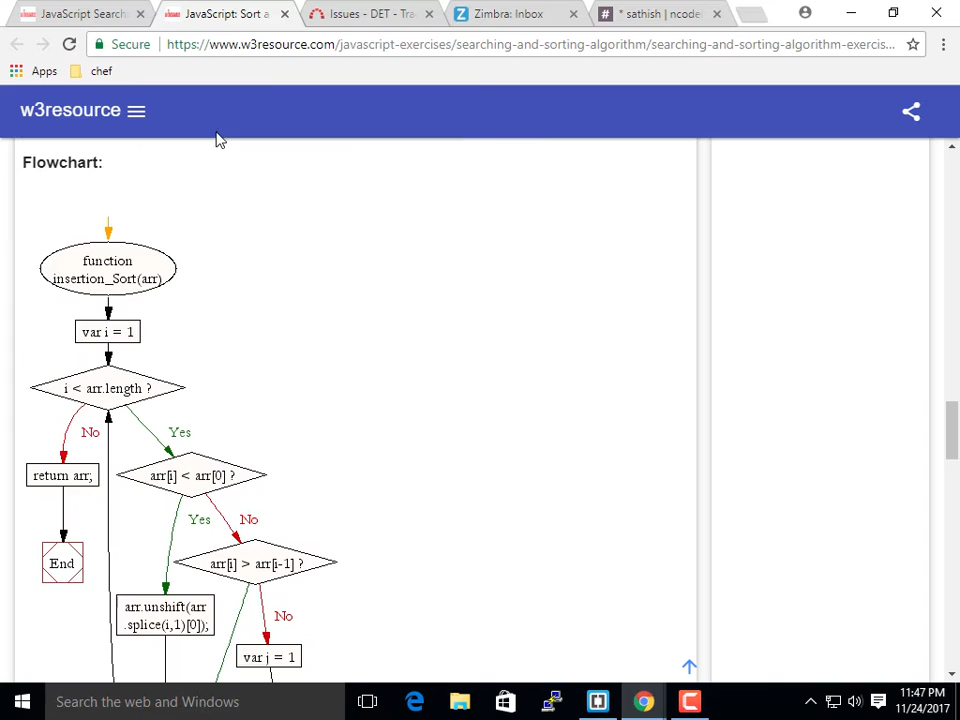 JavaScript Search
JavaScript: Sort a
Issues - DET - Tra
Zimbra: Inbox
* sathish | ncodel
Secure
https://www.w3resource.com/javascript-exercises/searching-and-sorting-algorithm/searching-and-sorting-algorithm-exercis...
Apps
chef
w3resource
Flowchart:
function
insertion_Sort(arr)
var i = 1
i < arr.length ?
No
Yes
return arr;
arr[i] < arr[0] ?
Yes
No
End
arr[i] > arr[i-1] ?
arr.unshift(arr
.splice(i,1)[0]);
No
var j = 1
Search the web and Windows
11:47 PM
11/24/2017